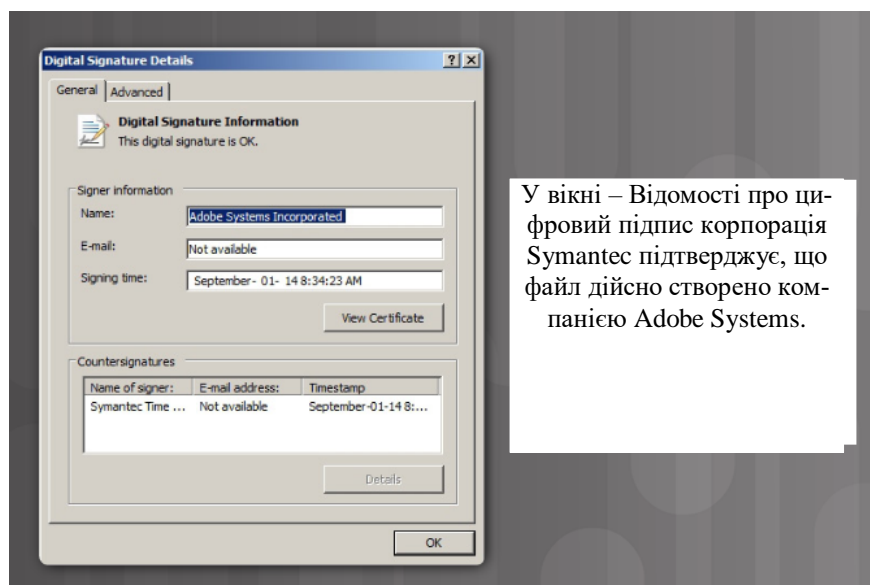 Digital Signature Details
General
Advanced
Digital Signature Information
This digital signature is OK.
Signer information
Name:
Adobe Systems Incorporated
E-mail:
Not available
Signing time:
September- 01- 14 8:34:23 AM
View Certificate
Countersignatures
Name of signer: E-mail address: Timestamp
Symantec Time ... Not available September-01-14 8:...
Details
OK
У вікні – Відомості про ци-
фровий підпис корпорація
Symantec підтверджує, що
файл дійсно створено ком-
панією Adobe Systems.